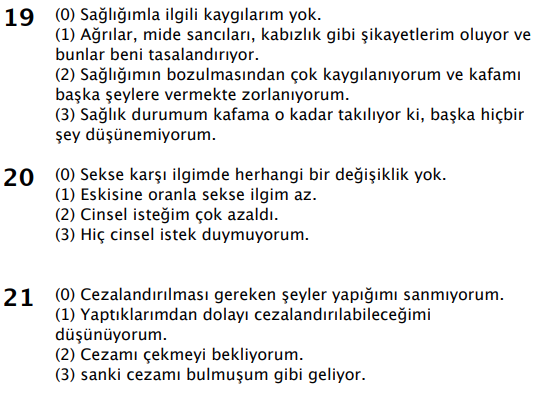 19 (0) Sağlığımla ilgili kaygılarım yok.
(1) Ağrılar, mide sancıları, kabızlık gibi şikayetlerim oluyor ve
bunlar beni tasalandırıyor.
(2) Sağlığımın bozulmasından çok kaygılanıyorum ve kafamı
başka şeylere vermekte zorlanıyorum.
(3) Sağlık durumum kafama o kadar takılıyor ki, başka hiçbir
şey düşünemiyorum.
20 (0) Sekse karşı ilgimde herhangi bir değişiklik yok.
(1) Eskisine oranla sekse ilgim az.
(2) Cinsel isteğim çok azaldı.
(3) Hiç cinsel istek duymuyorum.
21 (0) Cezalandırılması gereken şeyler yapığımı sanmıyorum.
(1) Yaptıklarımdan dolayı cezalandırılabileceğimi
düşünüyorum.
(2) Cezamı çekmeyi bekliyorum.
(3) sanki cezamı bulmuşum gibi geliyor.